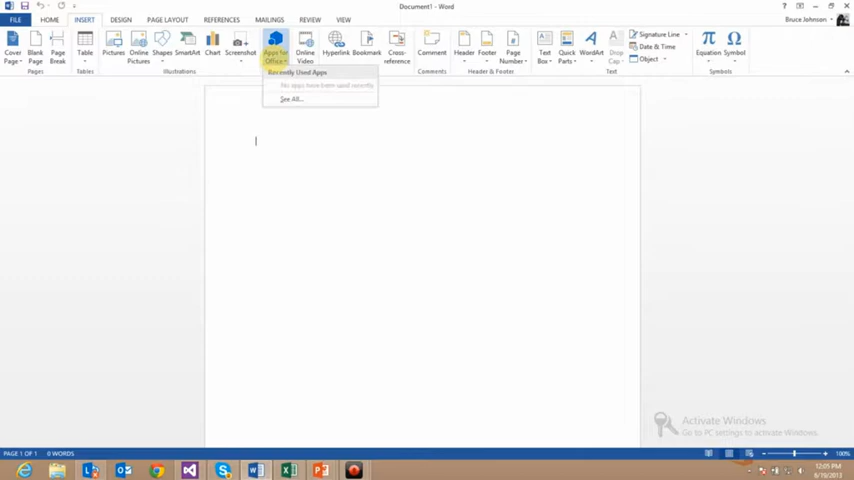 Document1 - Word
Bruce Johnson
FILE HOME INSERT DESIGN PAGE LAYOUT REFERENCES MAILINGS REVIEW VIEW
Cover Page
Blank Page
Page Break
Pages
Table
Tables
Pictures
Online Pictures
Shapes
SmartArt
Chart
Screenshot
Illustrations
Apps for Office
Online Video
Hyperlink
Bookmark
Cross-reference
Comment
Comments
Header
Footer
Page Number
Header & Footer
Text Box
Quick Parts
WordArt
Drop Cap
Signature Line
Date & Time
Object
Text
Equation
Symbol
Symbols
Recently Used Apps
No apps have been used recently
See All...
Activate Windows
Go to PC settings to activate Windows.
PAGE 1 OF 1 0 WORDS
100%
12:05 PM
6/19/2013